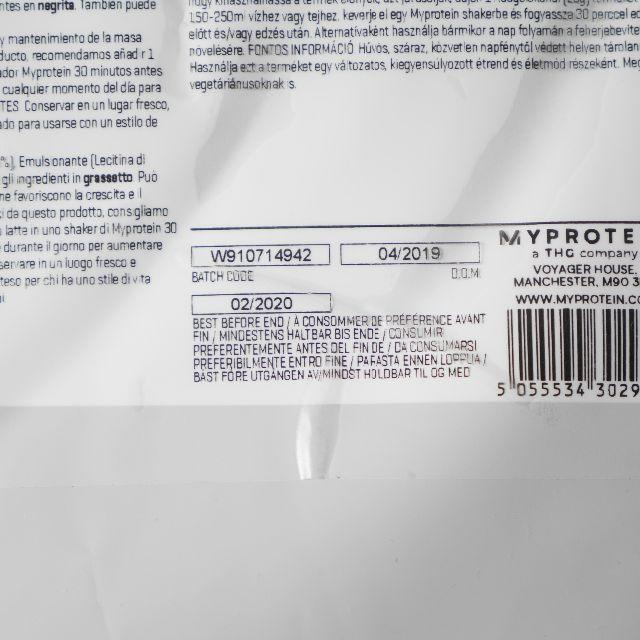 ntes en negrita. También puede
y mantenimiento de la masa
ducto, recomendamos añadir 1
ador Myprotein 30 minutos antes
cualquier momento del día para
TES Conservar en un lugar fresco,
ado para usarse con un estilo de
%), Emulsionante (Lecitina di
gli ingredienti in grassetto. Può
ne favoriscono la crescita e il
i da questo prodotto, consigliamo
latte in uno shaker di Myprotein 30
durante il giorno per aumentare
servare in un luogo fresco e
teso per chi ha uno stile di vita
150-250ml vízhez vagy tejhez, keverje el egy Myprotein shakerbe és fogyassza 30 perccel
előtt és/vagy edzés után. Alternatívaként használja bármikor a nap folyamán a fehérjebevite
növelésére. FONTOS INFORMÁCIÓ Hűvös, száraz, közvetlen napfénytől védett helyen
Használja ezt a terméket egy változatos, kiegyensúlyozott étrend és életmód részeként.
vegetáriánusoknak is.
W910714942 04/2019
BATCH CODE D.O.M
02/2020
BEST BEFORE END / À CONSOMMER DE PRÉFÉRENCE AVANT
FIN / MINDESTENS HALTBAR BIS ENDE / CONSUMIR
PREFERENTEMENTE ANTES DEL FIN DE / DA CONSUMARSI
PREFERIBILMENTE ENTRO FINE / PARASTA ENNEN LOPPUA /
BÄST FÖRE UTGÅNGEN AV/MINDST HOLDBAR TIL OG MED
MYPROTE
a THG company
VOYAGER HOUSE,
MANCHESTER, M90 3
WWW.MYPROTEIN.CO
5 055534 3029